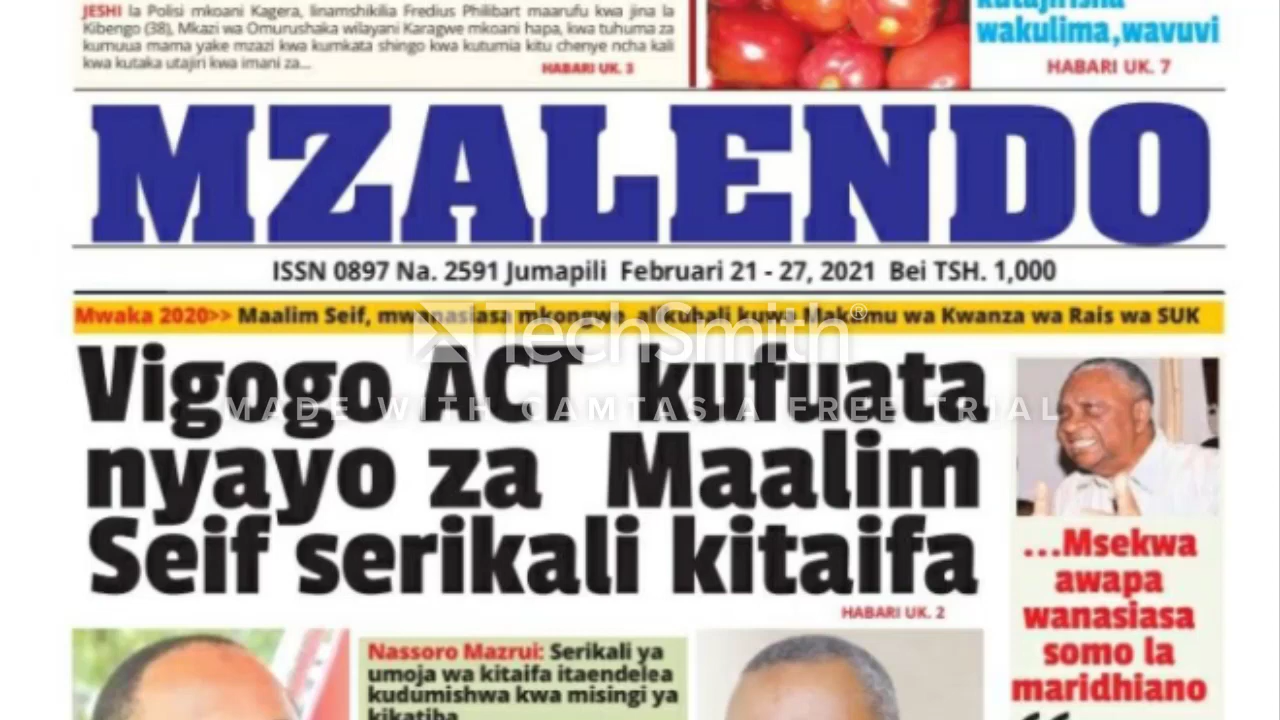 JESHI la Polisi mkoani Kagera, linamshikilia Fredius Philibart maarufu kwa jina la
Kibengo (38), Mkazi wa Omurushaka wilayani Karagwe mkoani hapa, kwa tuhuma za
kumuua mama yake mzazi kwa kumkata shingo kwa kutumia kitu chenye ncha kali
kwa kutaka utajiri kwa imani za...
HABARI UK. 3
kutajirisha
wakulima,wavuvi
HABARI UK. 7
MZALENDO
ISSN 0897 Na. 2591 Jumapili Februari 21 - 27, 2021 Bei TSH. 1,000
Mwaka 2020>> Maalim Seif, mwanasiasa mkongwe alikubali kuwa Makamu wa Kwanza wa Rais wa SUK
TechSmith®
MADE WITH CAMTASIA FREE TRIAL
Vigogo ACT kufuata
nyayo za Maalim
Seif serikali kitaifa
HABARI UK. 2
...Msekwa
awapa
wanasiasa
somo la
maridhiano
Nassoro Mazrui: Serikali ya
umoja wa kitaifa itaendelea
kudumishwa kwa misingi ya
kikatiba